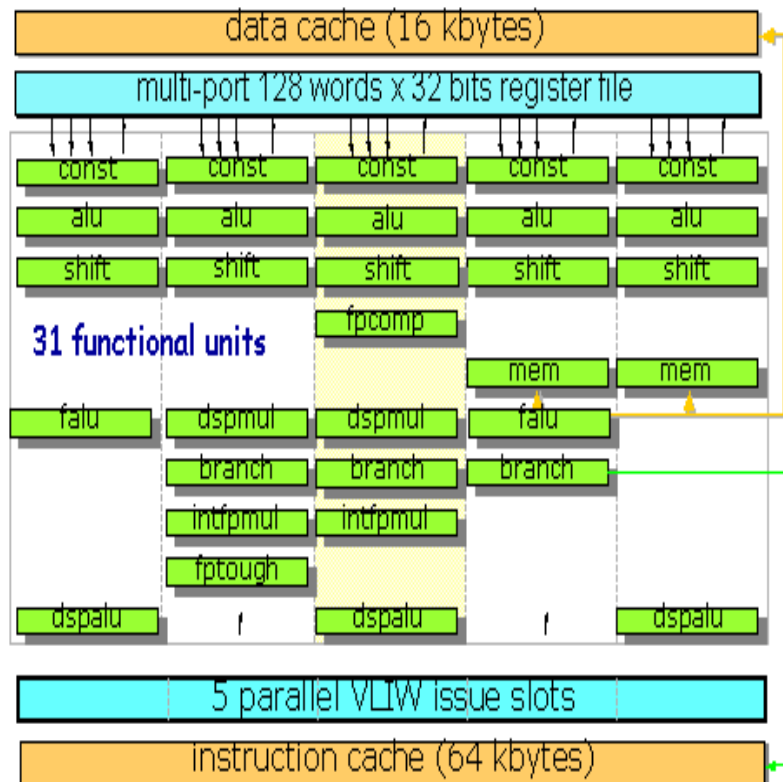 data cache (16 kbytes)
multi-port 128 words x 32 bits register file
const const const const const
alu alu alu alu alu
shift shift shift shift shift
fpcomp
31 functional units
mem mem
falu dspmul dspmul falu
branch branch branch
intfpmul intfpmul
fptough
dspalu dspalu dspalu
5 parallel VLIW issue slots
instruction cache (64 kbytes)